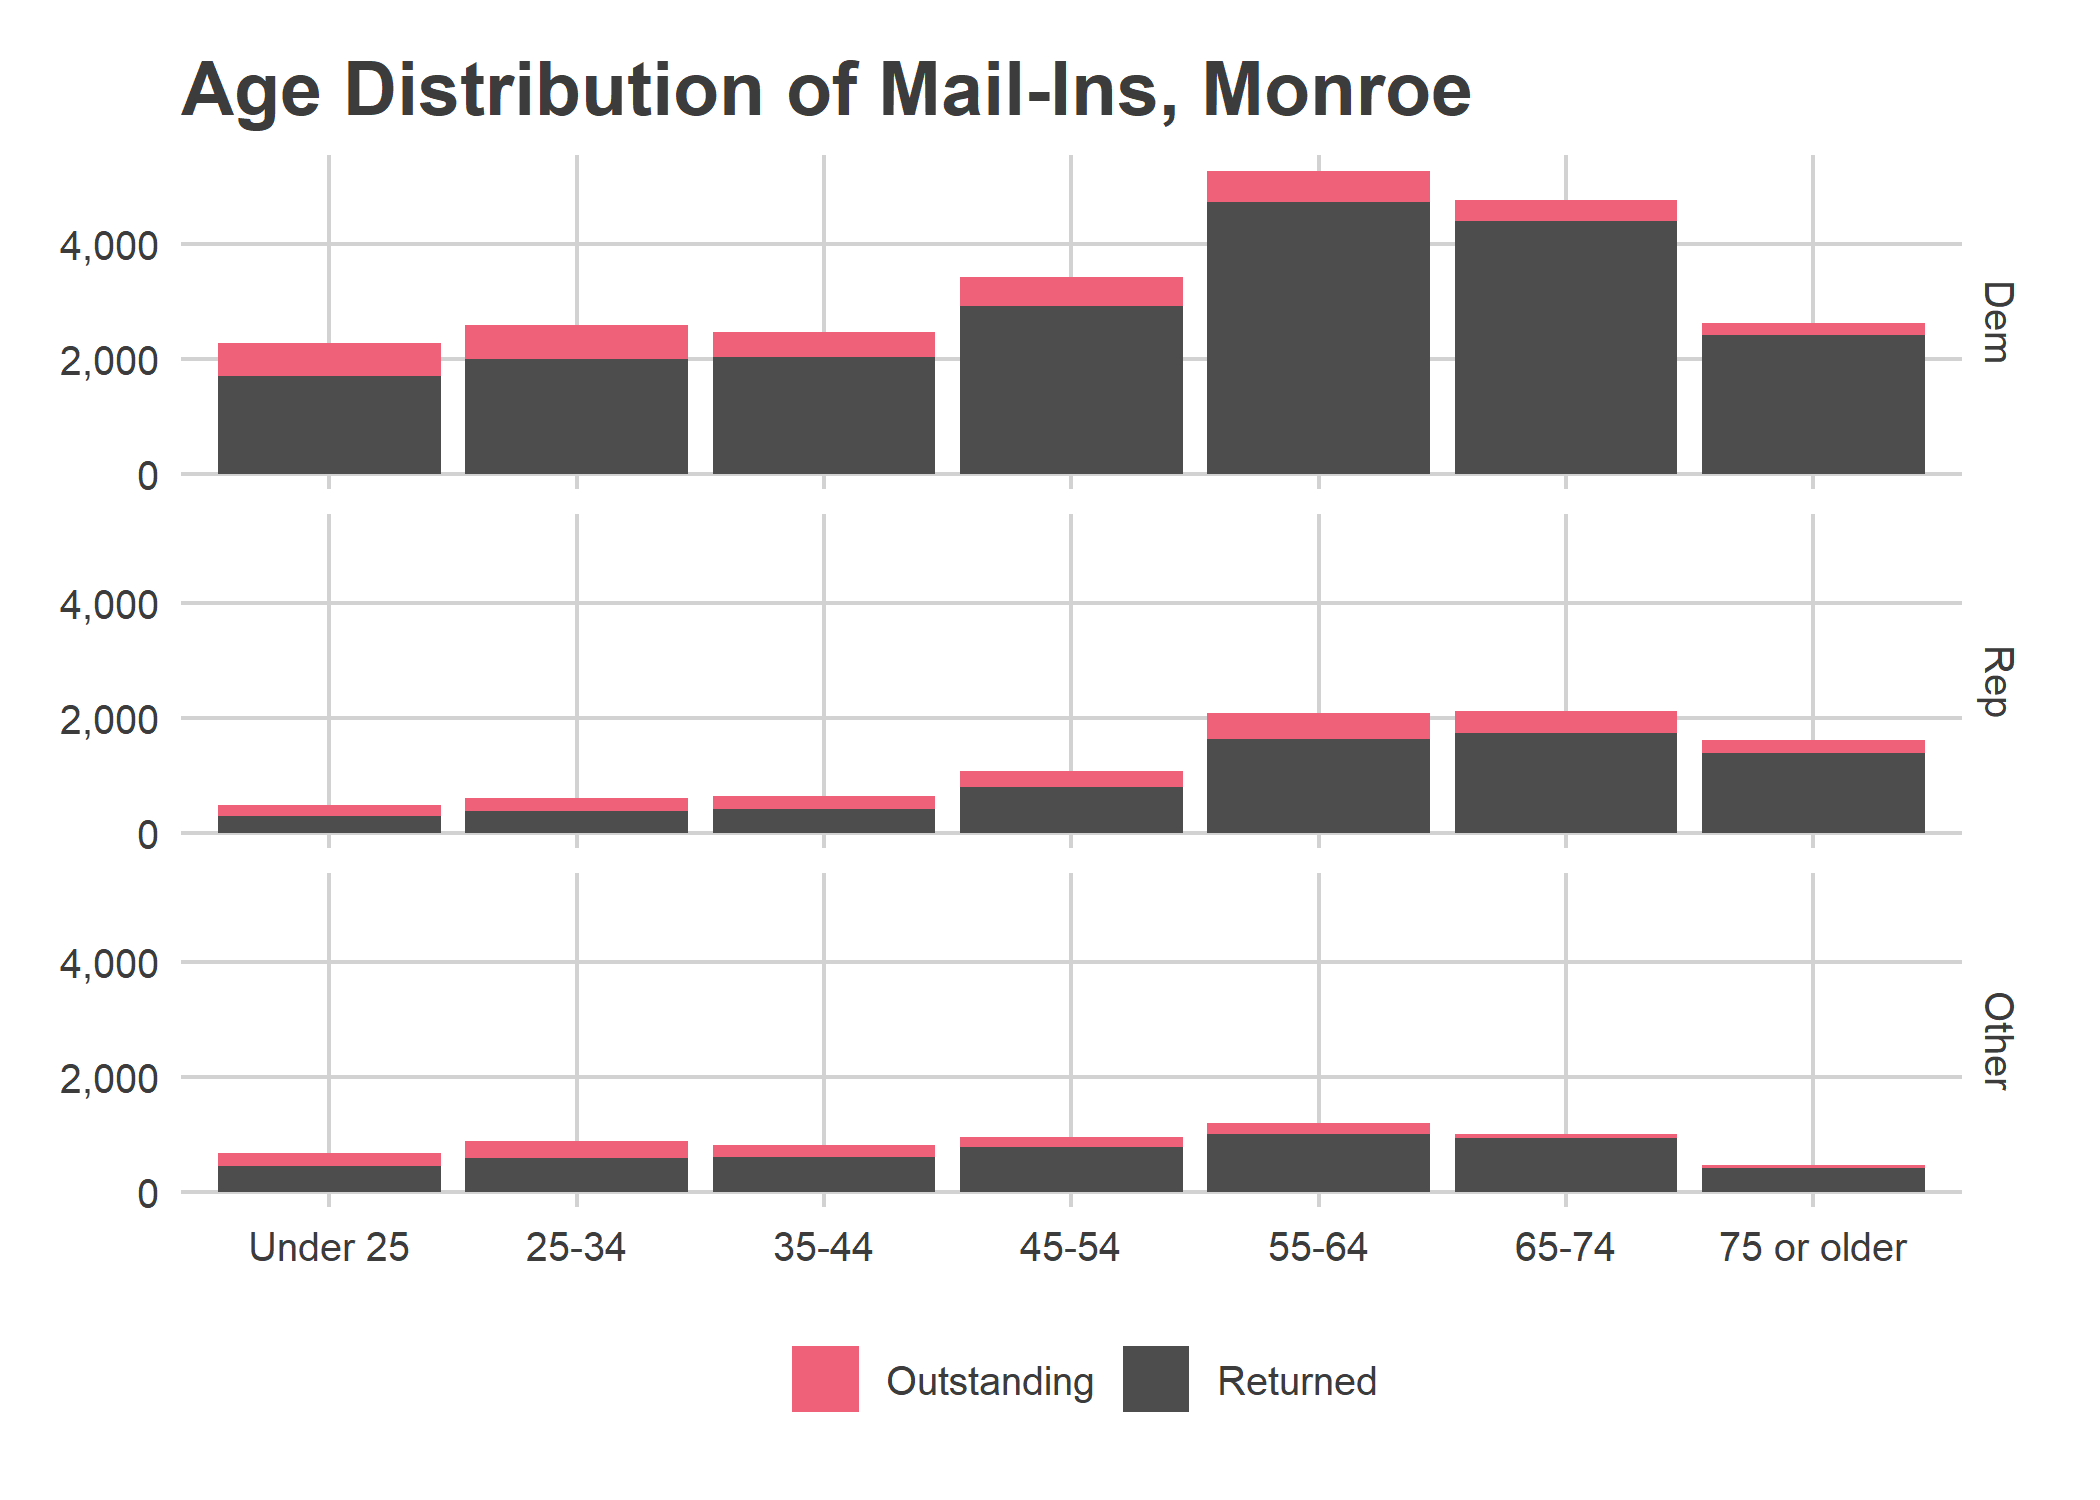 Age Distribution of Mail-Ins, Monroe
4,000
2,000
0
Dem
4,000
2,000
0
Rep
4,000
2,000
0
Other
Under 25 25-34 35-44 45-54 55-64 65-74 75 or older
Outstanding Returned